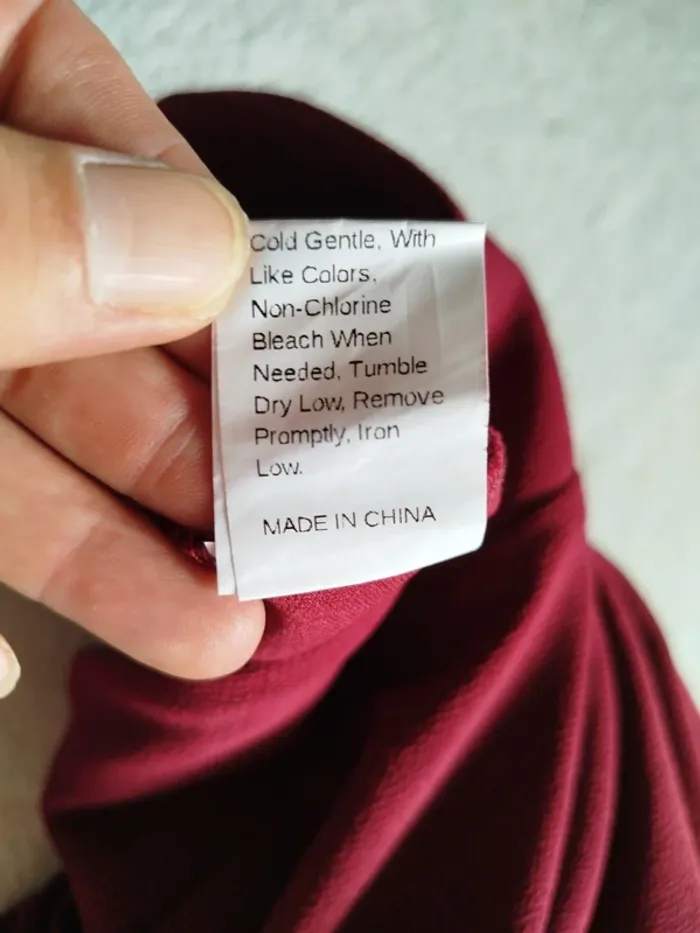 Cold Gentle, With
Like Colors,
Non-Chlorine
Bleach When
Needed, Tumble
Dry Low, Remove
Promptly, Iron
Low.
MADE IN CHINA